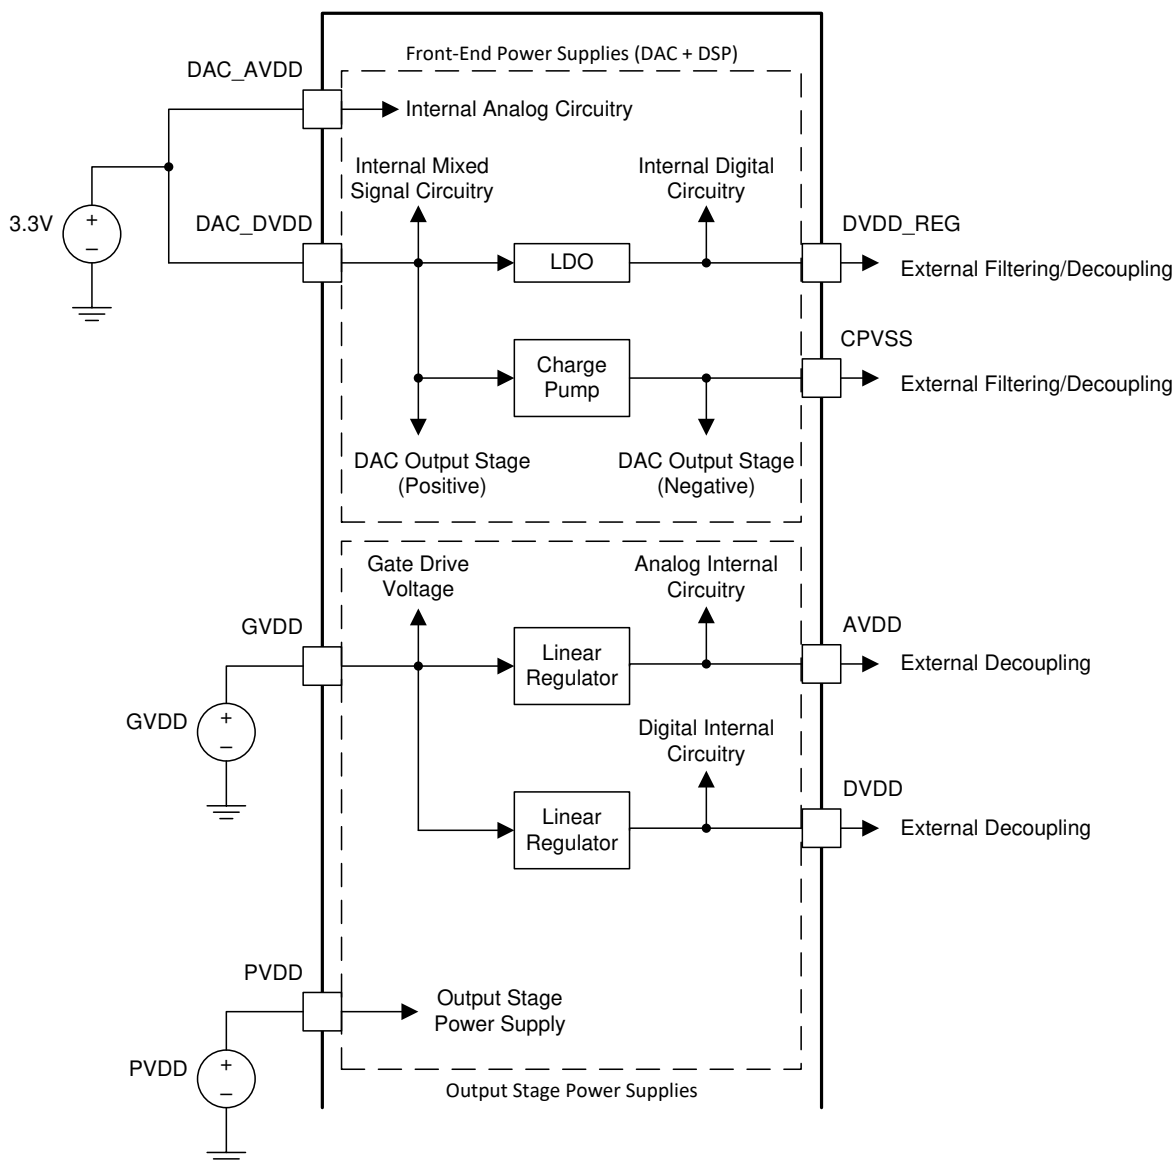 Front-End Power Supplies (DAC + DSP)
DAC_AVDD
Internal Analog Circuitry
Internal Mixed
Signal Circuitry
Internal Digital
Circuitry
3.3V
+
−
DAC_DVDD
LDO
DVDD_REG
External Filtering/Decoupling
Charge
Pump
CPVSS
External Filtering/Decoupling
DAC Output Stage
(Positive)
DAC Output Stage
(Negative)
Gate Drive
Voltage
Analog Internal
Circuitry
GVDD
Linear
Regulator
AVDD
External Decoupling
GVDD
+
−
Digital Internal
Circuitry
Linear
Regulator
DVDD
External Decoupling
PVDD
Output Stage
Power Supply
PVDD
+
−
Output Stage Power Supplies